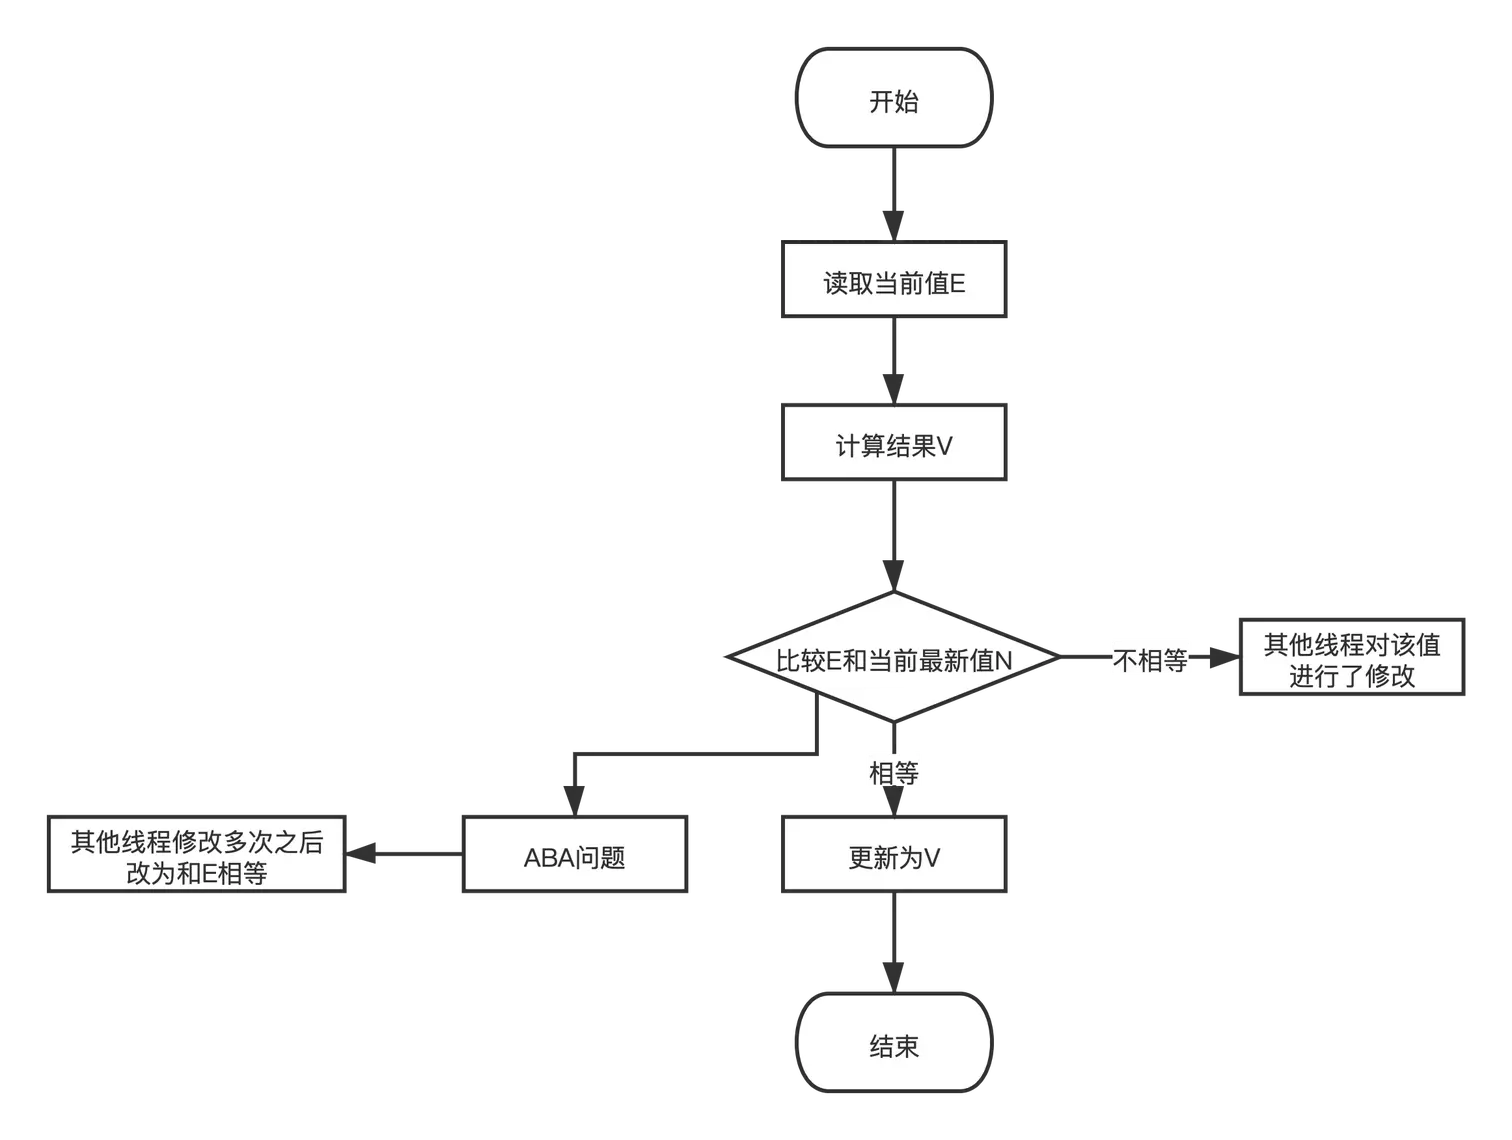 开始
读取当前值E
计算结果V
比较E和当前最新值N
不相等
其他线程对该值
进行了修改
相等
其他线程修改多次之后
改为和E相等
ABA问题
更新为V
结束